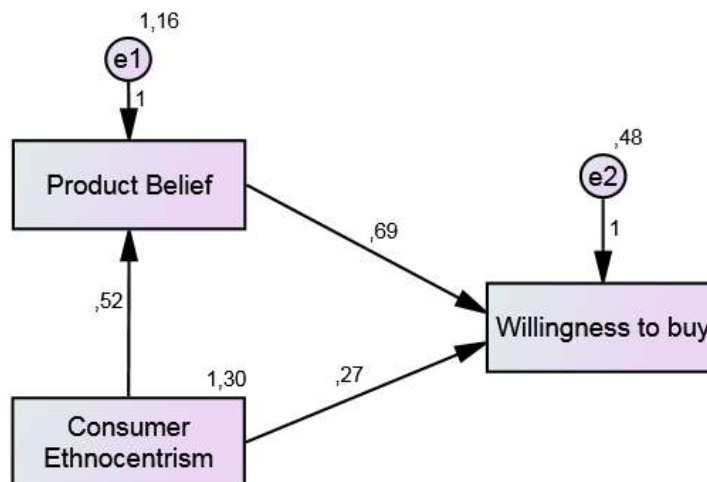 1,16
e1
1
Product Belief
,48
e2
1
,69
Willingness to buy
,52
1,30
,27
Consumer
Ethnocentrism